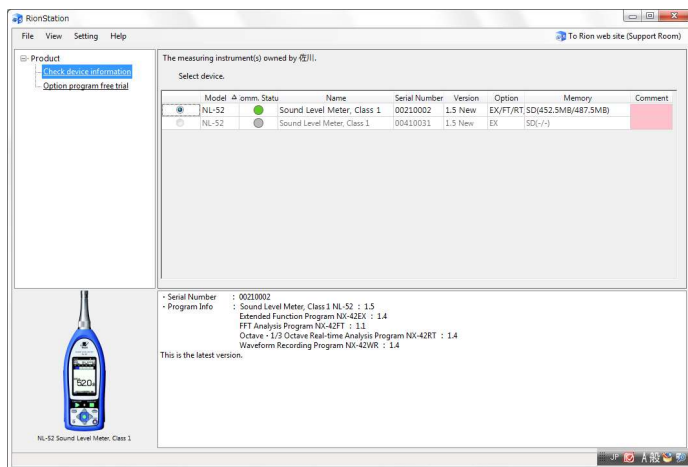 RionStation
File View Setting Help To Rion web site (Support Room)
Product
Check device information
Option program free trial
The measuring instrument(s) owned by 佐川.
Select device.
Model omm. Statu Name Serial Number Version Option Memory Comment
NL-52 Sound Level Meter, Class 1 00210002 1.5 New EX/FT/RT SD(452.5MB/487.5MB)
NL-52 Sound Level Meter, Class 1 00410031 1.5 New EX SD(-/-)
・Serial Number : 00210002
・Program Info : Sound Level Meter, Class 1 NL-52 : 1.5
Extended Function Program NX-42EX : 1.4
FFT Analysis Program NX-42FT : 1.1
Octave・1/3 Octave Real-time Analysis Program NX-42RT : 1.4
Waveform Recording Program NX-42WR : 1.4
This is the latest version.
52.0
NL-52 Sound Level Meter, Class 1
JP A 般